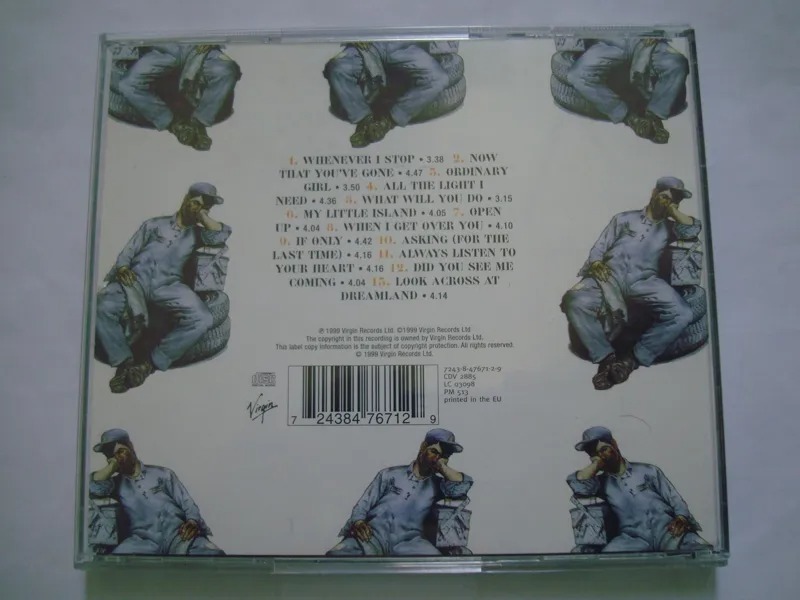 1. WHENEVER I STOP • 3.38 2. NOW
THAT YOU'VE GONE • 4.47 3. ORDINARY
GIRL • 3.50 4. ALL THE LIGHT I
NEED • 4.36 5. WHAT WILL YOU DO • 3.15
6. MY LITTLE ISLAND • 4.05 7. OPEN
UP • 4.04 8. WHEN I GET OVER YOU • 4.10
9. IF ONLY • 4.42 10. ASKING (FOR THE
LAST TIME) • 4.16 11. ALWAYS LISTEN TO
YOUR HEART • 4.16 12. DID YOU SEE ME
COMING • 4.04 13. LOOK ACROSS AT
DREAMLAND • 4.14
℗ 1999 Virgin Records Ltd. ©1999 Virgin Records Ltd
The copyright in this recording is owned by Virgin Records Ltd.
This label copy information is the subject of copyright protection. All rights reserved.
© 1999 Virgin Records Ltd.
disc
Virgin
7 24384 76712 9
7243-8-47671-2-9
CDV 2885
LC 03098
PM 513
printed in the EU